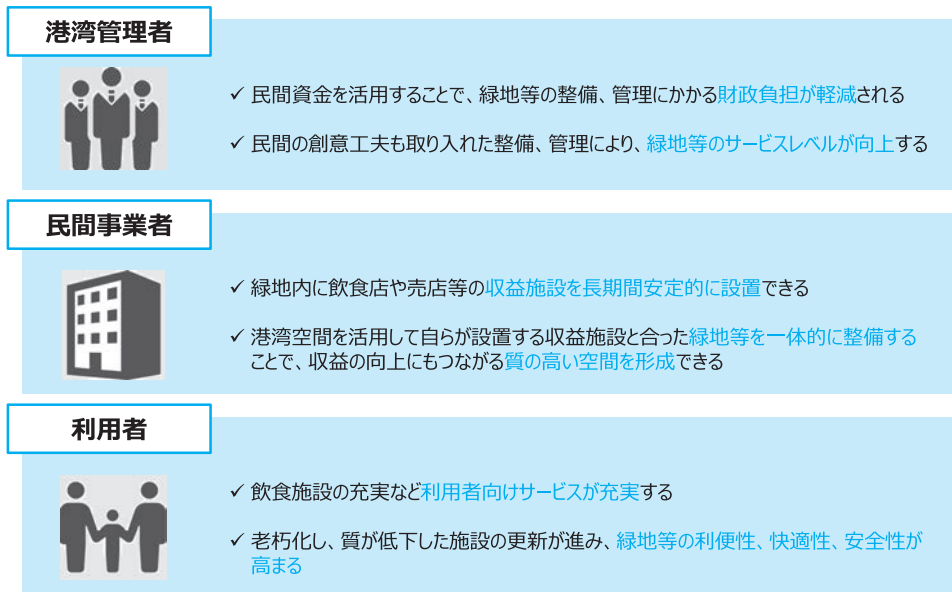 港湾管理者
✓ 民間資金を活用することで、緑地等の整備、管理にかかる財政負担が軽減される
✓ 民間の創意工夫も取り入れた整備、管理により、緑地等のサービスレベルが向上する
民間事業者
✓ 緑地内に飲食店や売店等の収益施設を長期間安定的に設置できる
✓ 港湾空間を活用して自らが設置する収益施設と合った緑地等を一体的に整備する
ことで、収益の向上にもつながる質の高い空間を形成できる
利用者
✓ 飲食施設の充実など利用者向けサービスが充実する
✓ 老朽化し、質が低下した施設の更新が進み、緑地等の利便性、快適性、安全性が
高まる